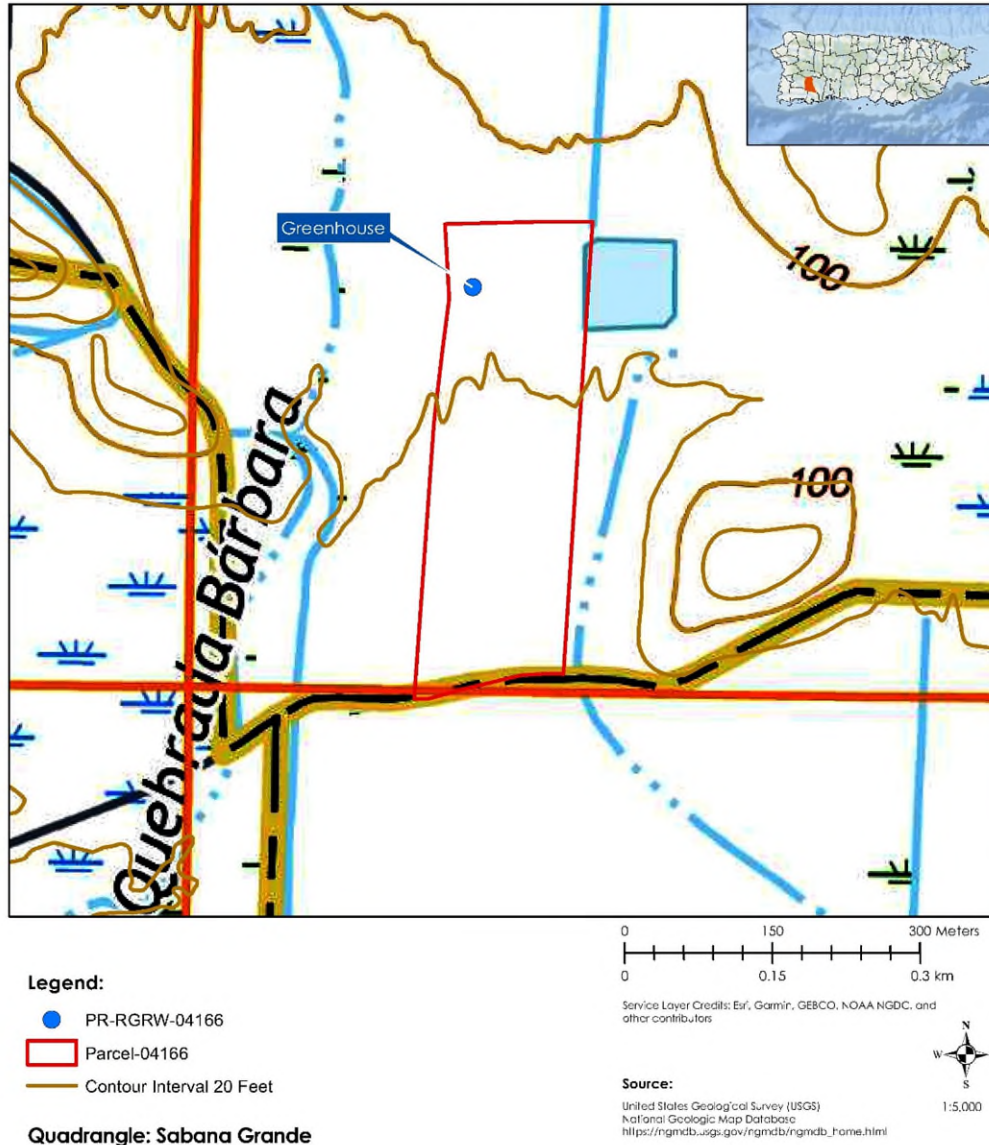 Greenhouse
100
100
Quebrada-Bárbara
0 150 300 Meters
0 0.15 0.3 km
Service Layer Credits: Esri, Garmin, GEBCO, NOAA NGDC, and
other contributors
Legend:
PR-RGRW-04166
Parcel-04166
Contour Interval 20 Feet
Quadrangle: Sabana Grande
N
W E
S
1:5,000
Source:
United States Geological Survey (USGS)
National Geologic Map Database
https://ngmdb.usgs.gov/ngmdb/ngmdb_home.html